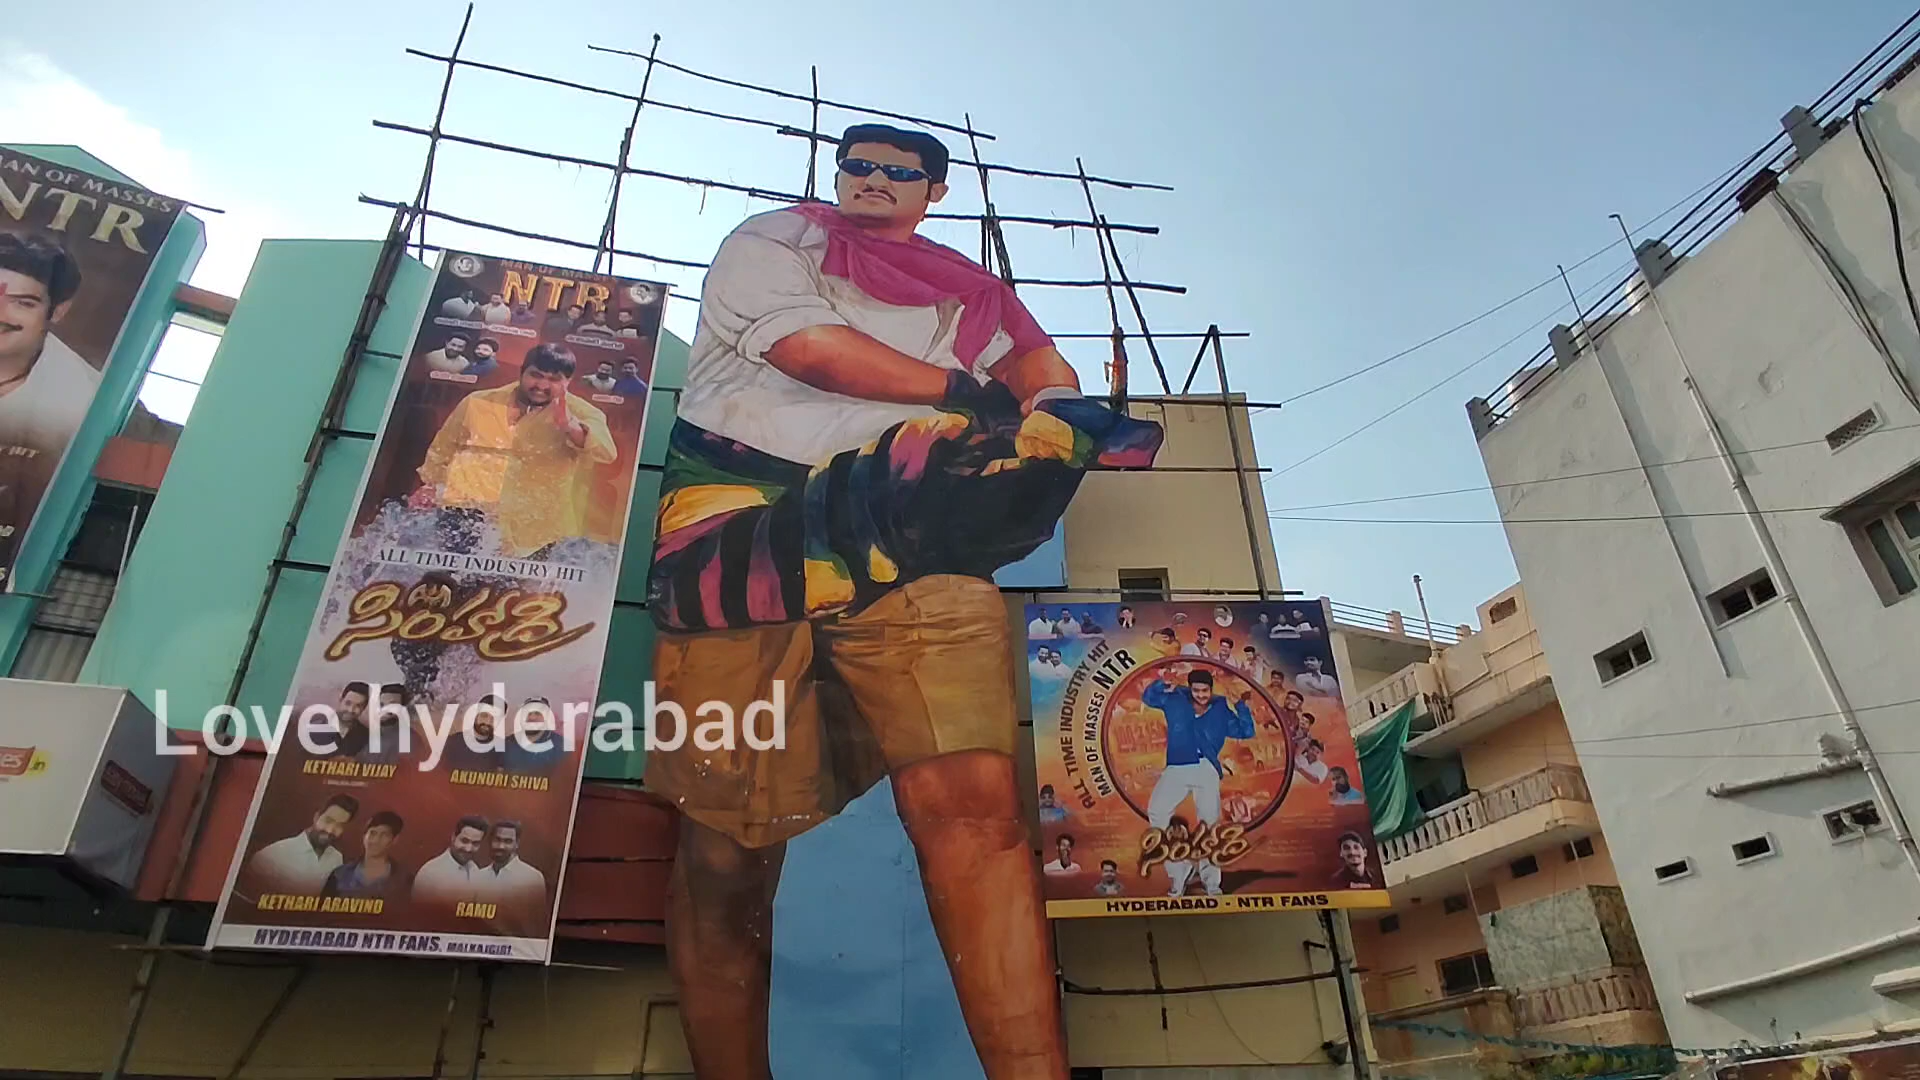 MAN OF MASSES
NTR
MAN OF MASSES
NTR
ALL TIME INDUSTRY HIT
సింహాద్రి
KETHARI VIJAY
AKUNURI SHIVA
KETHARI ARAVIND
RAMU
HYDERABAD NTR FANS, MALKAJGIRI
Love hyderabad
ALL TIME INDUSTRY HIT
MAN OF MASSES NTR
సింహాద్రి
HYDERABAD - NTR FANS